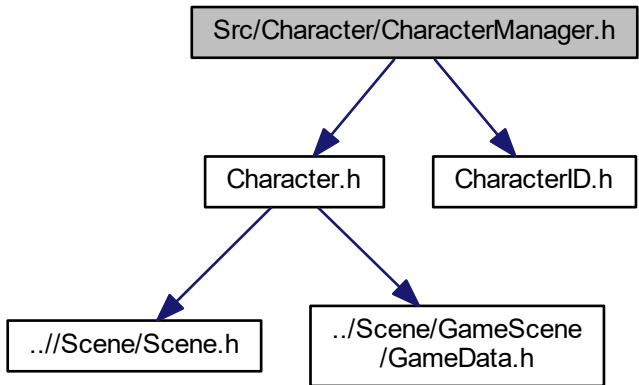 Src/Character/CharacterManager.h
Character.h
CharacterID.h
..//Scene/Scene.h
../Scene/GameScene
/GameData.h